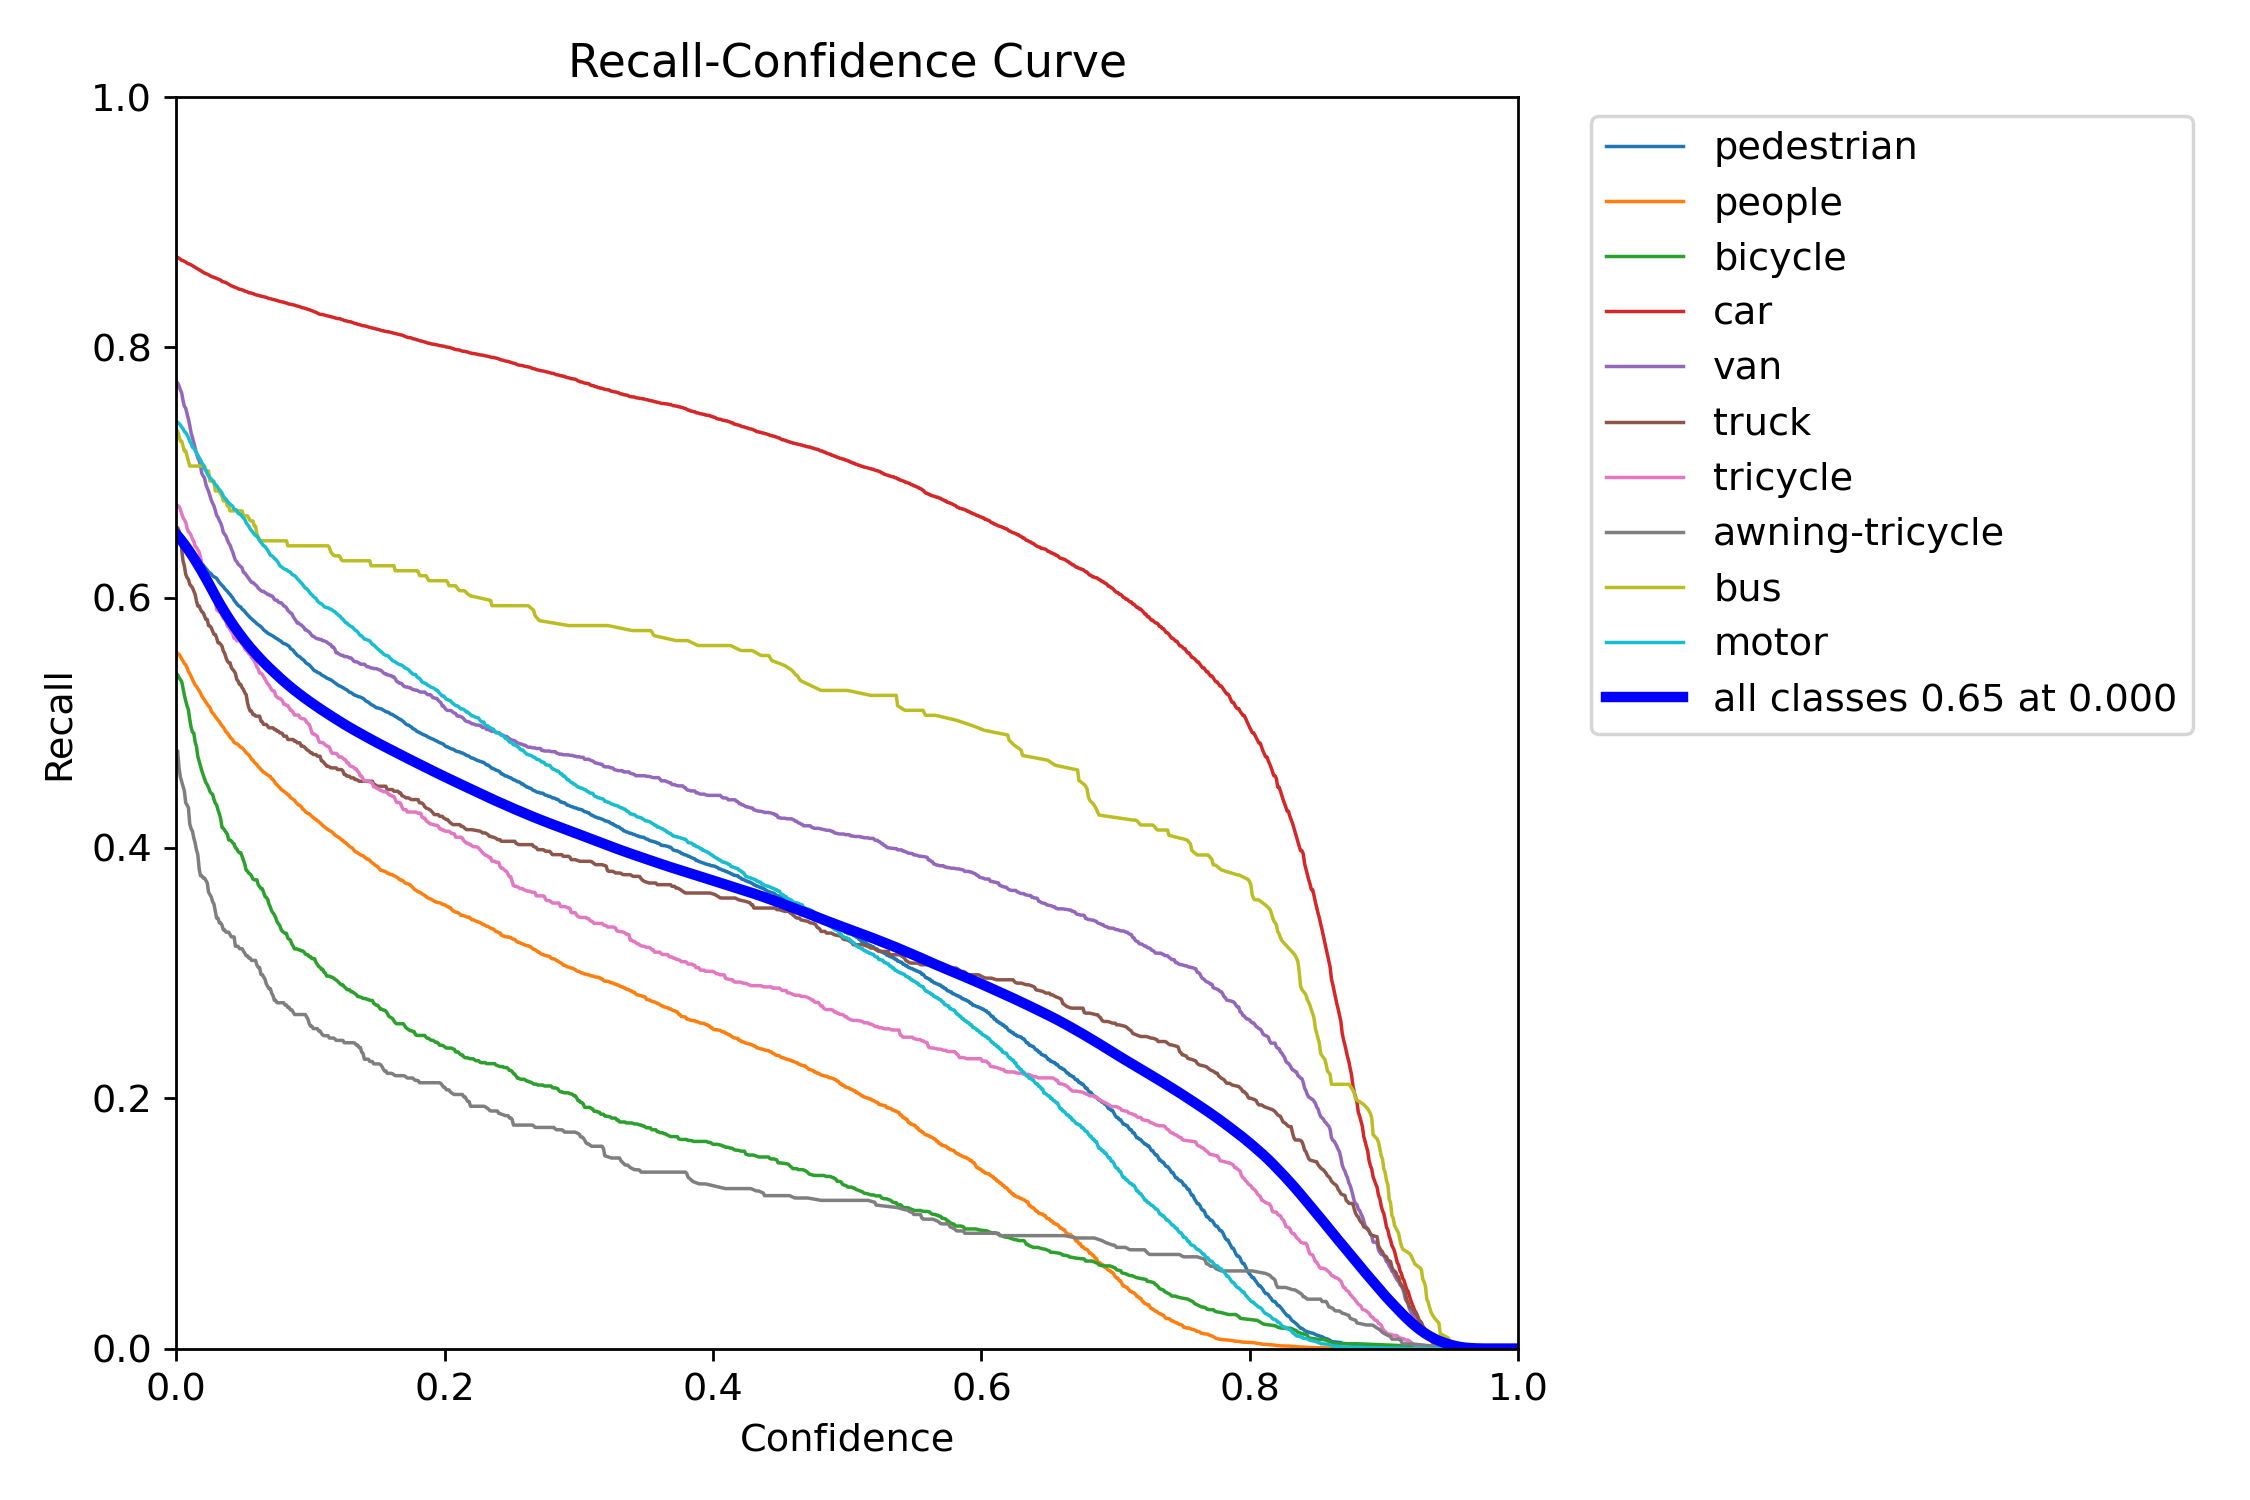 Recall-Confidence Curve
1.0
0.8
0.6
0.4
0.2
0.0
Recall
0.0 0.2 0.4 0.6 0.8 1.0
Confidence
pedestrian
people
bicycle
car
van
truck
tricycle
awning-tricycle
bus
motor
all classes 0.65 at 0.000